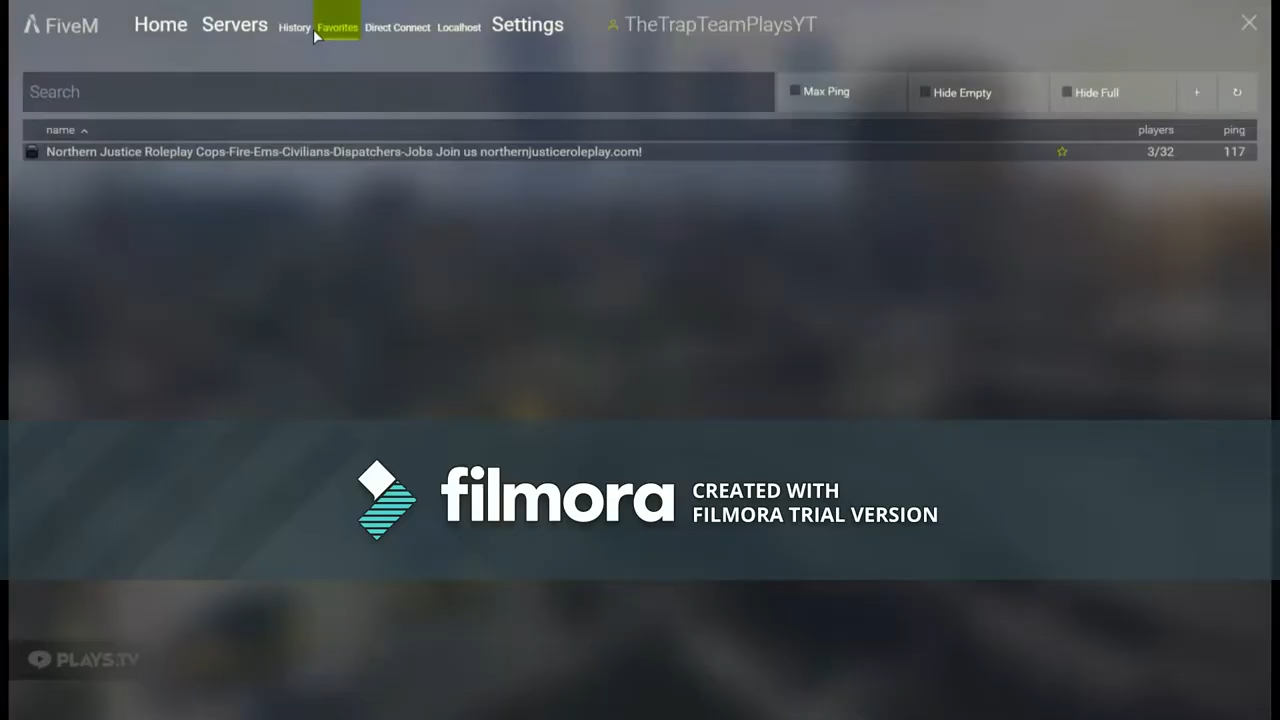 FiveM Home Servers History Favorites Direct Connect Localhost Settings TheTrapTeamPlaysYT
Search Max Ping Hide Empty Hide Full +
name players ping
Northern Justice Roleplay Cops-Fire-Ems-Civilians-Dispatchers-Jobs Join us northernjusticeroleplay.com! 3/32 117
filmora CREATED WITH
FILMORA TRIAL VERSION
PLAYS.TV